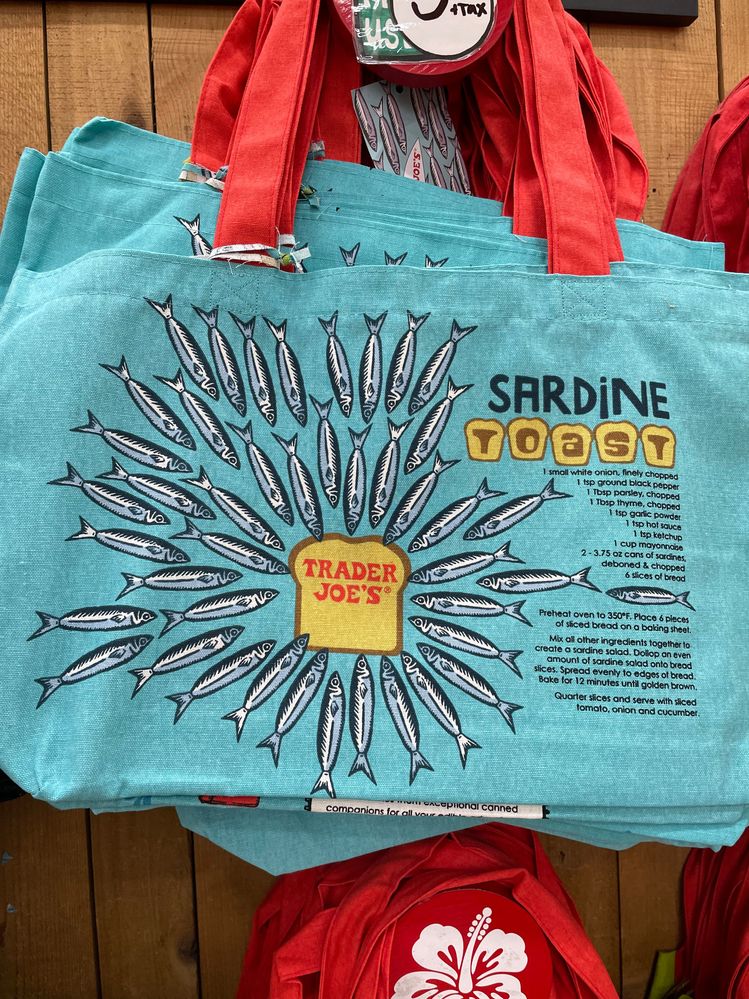 +TAX
JOE'S
SARDINE
TOAST
1 small white onion, finely chopped
1 tsp ground black pepper
1 Tbsp parsley, chopped
1 Tbsp thyme, chopped
1 tsp garlic powder
1 tsp hot sauce
1 tsp ketchup
1 cup mayonnaise
2 - 3.75 oz cans of sardines,
deboned & chopped
6 slices of bread
TRADER
JOE'S®
Preheat oven to 350°F. Place 6 pieces
of sliced bread on a baking sheet.
Mix all other ingredients together to
create a sardine salad. Dollop an even
amount of sardine salad onto bread
slices. Spread evenly to edges of bread.
Bake for 12 minutes until golden brown.
Quarter slices and serve with sliced
tomato, onion and cucumber.
them exceptional canned
companions for all your